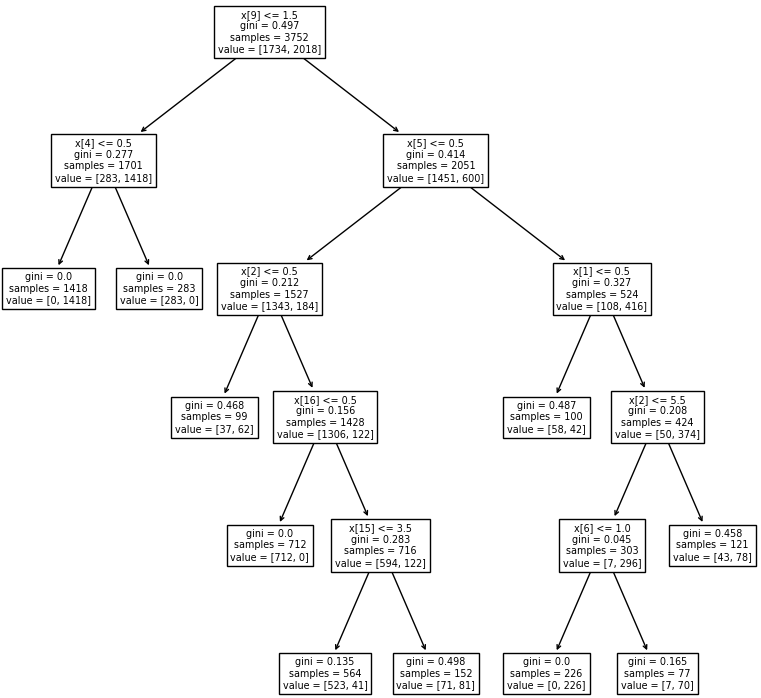 x[9] <= 1.5
gini = 0.497
samples = 3752
value = [1734, 2018]
x[4] <= 0.5
gini = 0.277
samples = 1701
value = [283, 1418]
x[5] <= 0.5
gini = 0.414
samples = 2051
value = [1451, 600]
gini = 0.0
samples = 1418
value = [0, 1418]
gini = 0.0
samples = 283
value = [283, 0]
x[2] <= 0.5
gini = 0.212
samples = 1527
value = [1343, 184]
x[1] <= 0.5
gini = 0.327
samples = 524
value = [108, 416]
gini = 0.468
samples = 99
value = [37, 62]
x[16] <= 0.5
gini = 0.156
samples = 1428
value = [1306, 122]
gini = 0.487
samples = 100
value = [58, 42]
x[2] <= 5.5
gini = 0.208
samples = 424
value = [50, 374]
gini = 0.0
samples = 712
value = [712, 0]
x[15] <= 3.5
gini = 0.283
samples = 716
value = [594, 122]
x[6] <= 1.0
gini = 0.045
samples = 303
value = [7, 296]
gini = 0.458
samples = 121
value = [43, 78]
gini = 0.135
samples = 564
value = [523, 41]
gini = 0.498
samples = 152
value = [71, 81]
gini = 0.0
samples = 226
value = [0, 226]
gini = 0.165
samples = 77
value = [7, 70]